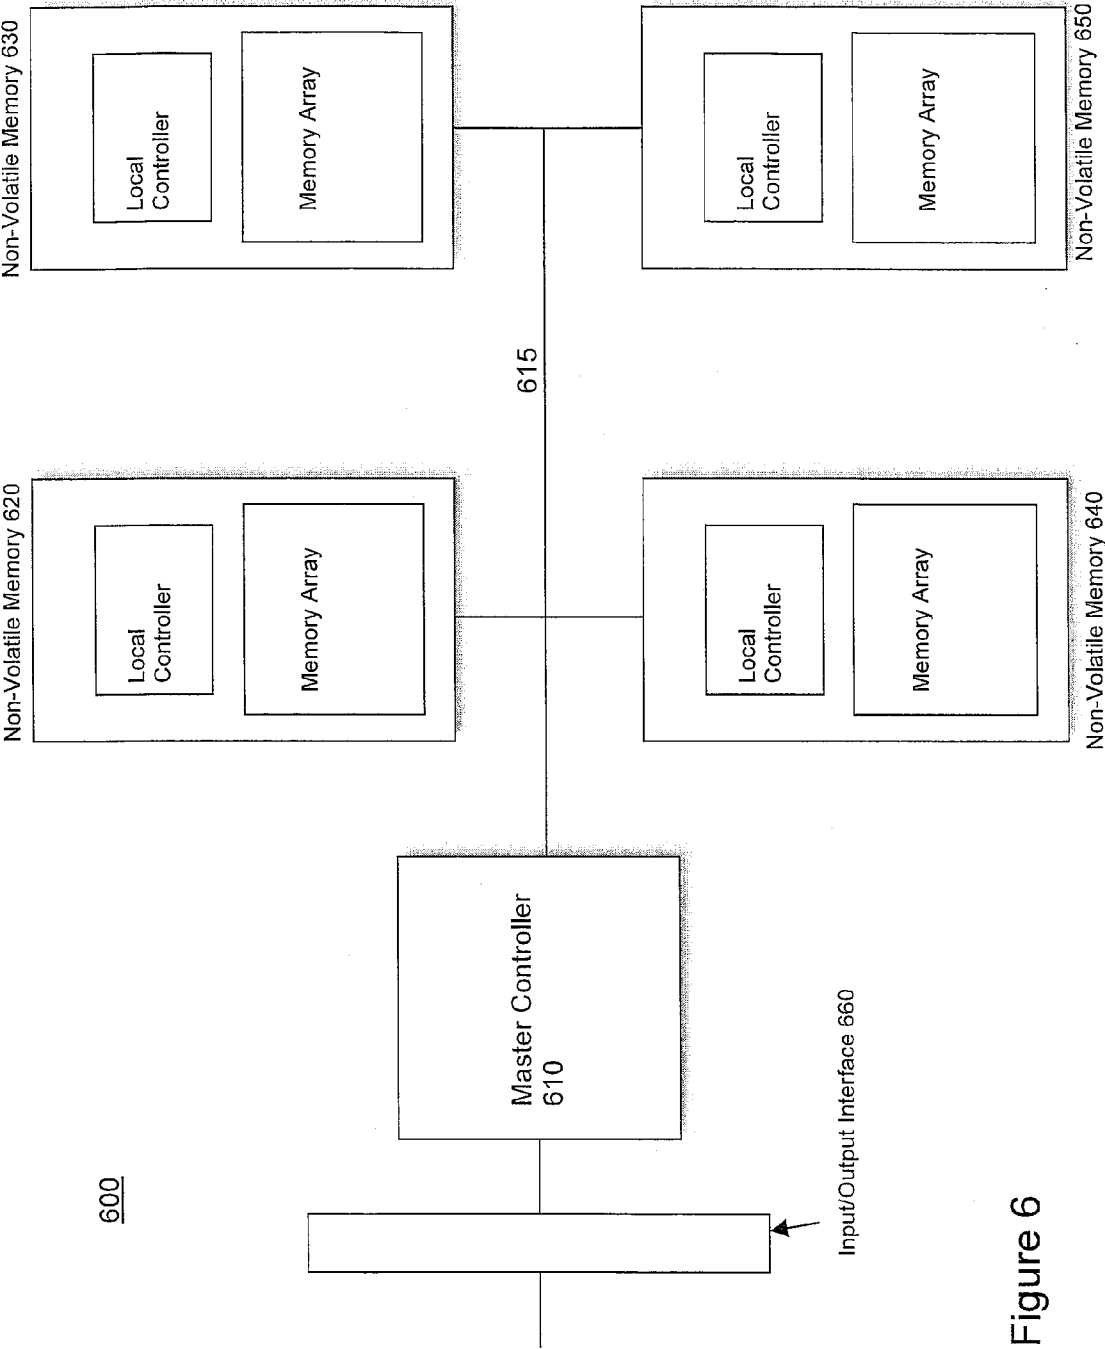 600
Non-Volatile Memory 620
Local
Controller
Memory Array
Non-Volatile Memory 630
Local
Controller
Memory Array
Master Controller
610
615
Input/Output Interface 660
Local
Controller
Memory Array
Non-Volatile Memory 640
Local
Controller
Memory Array
Non-Volatile Memory 650
Figure 6